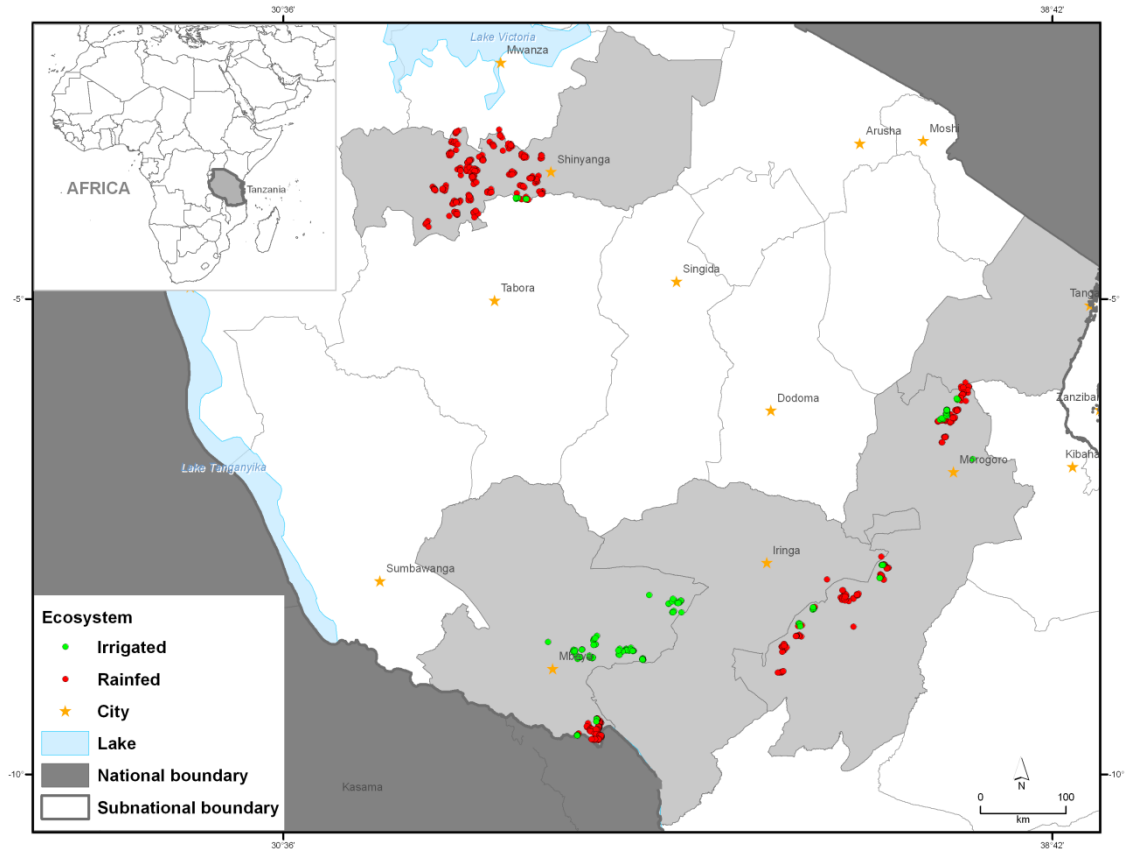 30°36'
38°42'
Lake Victoria
Mwanza
Arusha
Moshi
Shinyanga
AFRICA
Tanzania
Singida
Tabora
-5°
-5°
Tang
Dodoma
Zanzibar
Lake Tanganyika
Morogoro
Kibaha
Iringa
Sumbawanga
Ecosystem
Irrigated
Mbeya
Rainfed
City
Lake
National boundary
-10°
-10°
Kasama
N
Subnational boundary
0 100
km
30°36'
38°42'